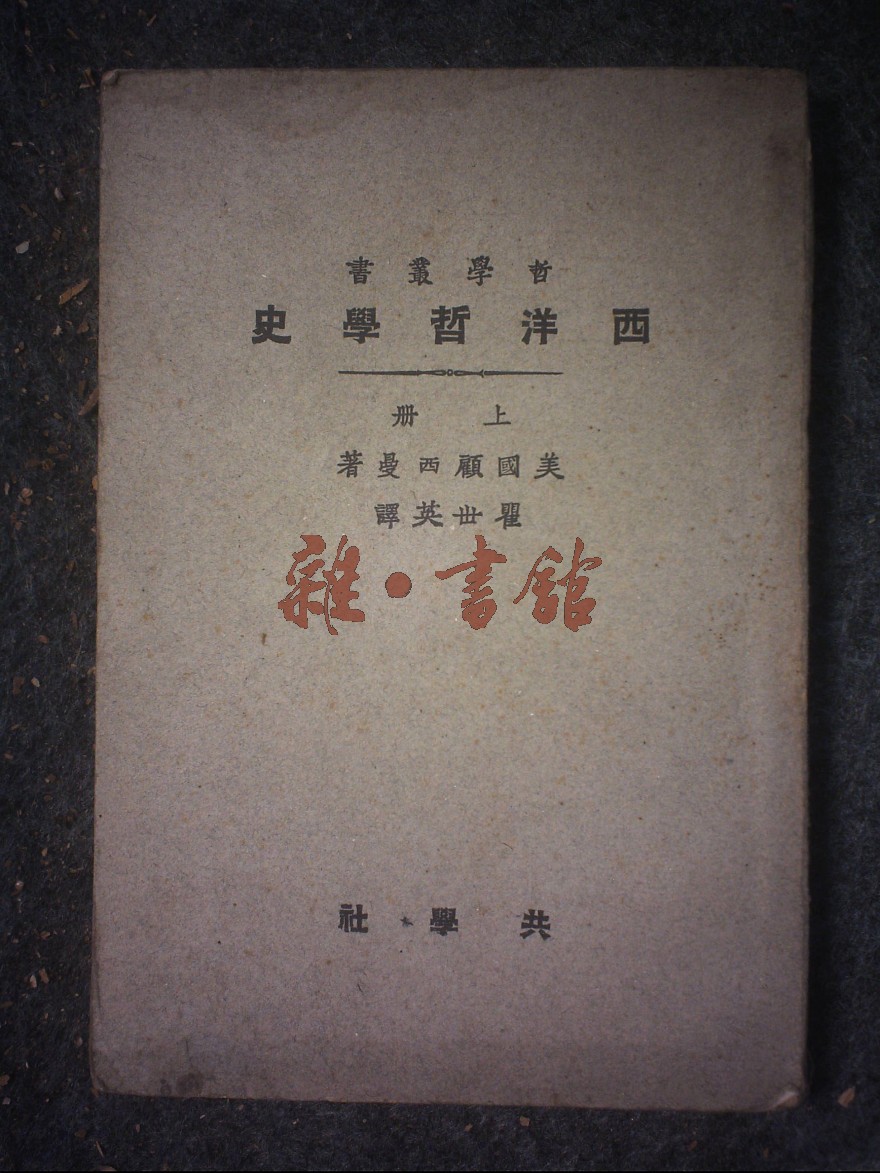 哲學叢書
西洋哲學史
上册
美國顧西曼著
瞿世英譯
雜·書館
共學社